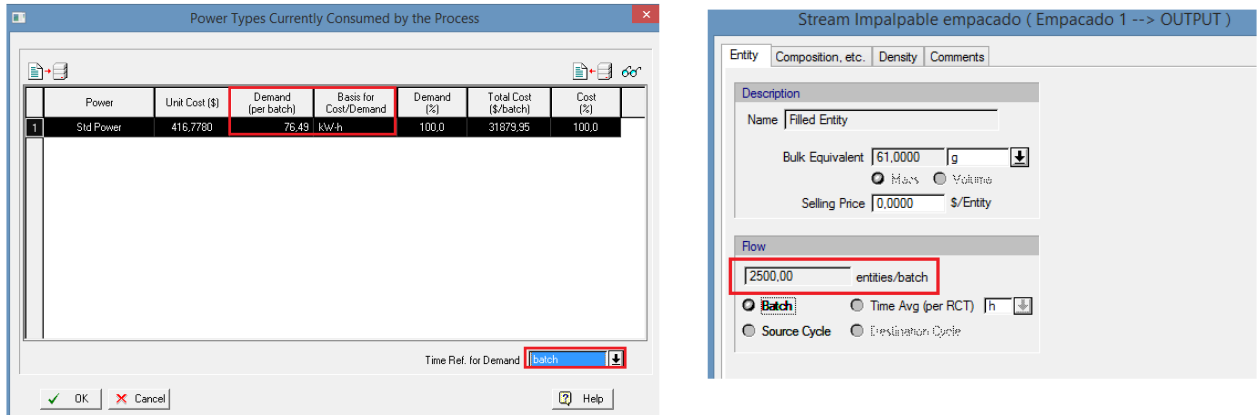 Power Types Currently Consumed by the Process
Power
Unit Cost ($)
Demand
(per batch)
Basis for
Cost/Demand
Demand
(%)
Total Cost
($/batch)
Cost
(%)
1 Std Power 416,7780 76,49 kW-h 100,0 31879,95 100,0
Time Ref. for Demand batch
OK Cancel Help
Stream Impalpable empacado ( Empacado 1 --> OUTPUT )
Entity Composition, etc. Density Comments
Description
Name Filled Entity
Bulk Equivalent 61,0000 g
Mass Volume
Selling Price 0,0000 $/Entity
Flow
2500,00 entities/batch
Batch Time Avg (per RCT) h
Source Cycle Destination Cycle